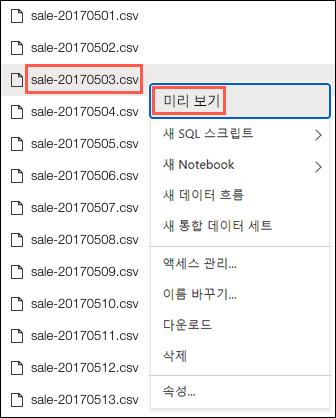 sale-20170501.csv
sale-20170502.csv
sale-20170503.csv
sale-20170504.csv
sale-20170505.csv
sale-20170506.csv
sale-20170507.csv
sale-20170508.csv
sale-20170509.csv
sale-20170510.csv
sale-20170511.csv
sale-20170512.csv
sale-20170513.csv
미리 보기
새 SQL 스크립트
새 Notebook
새 데이터 흐름
새 통합 데이터 세트
액세스 관리...
이름 바꾸기...
다운로드
삭제
속성...